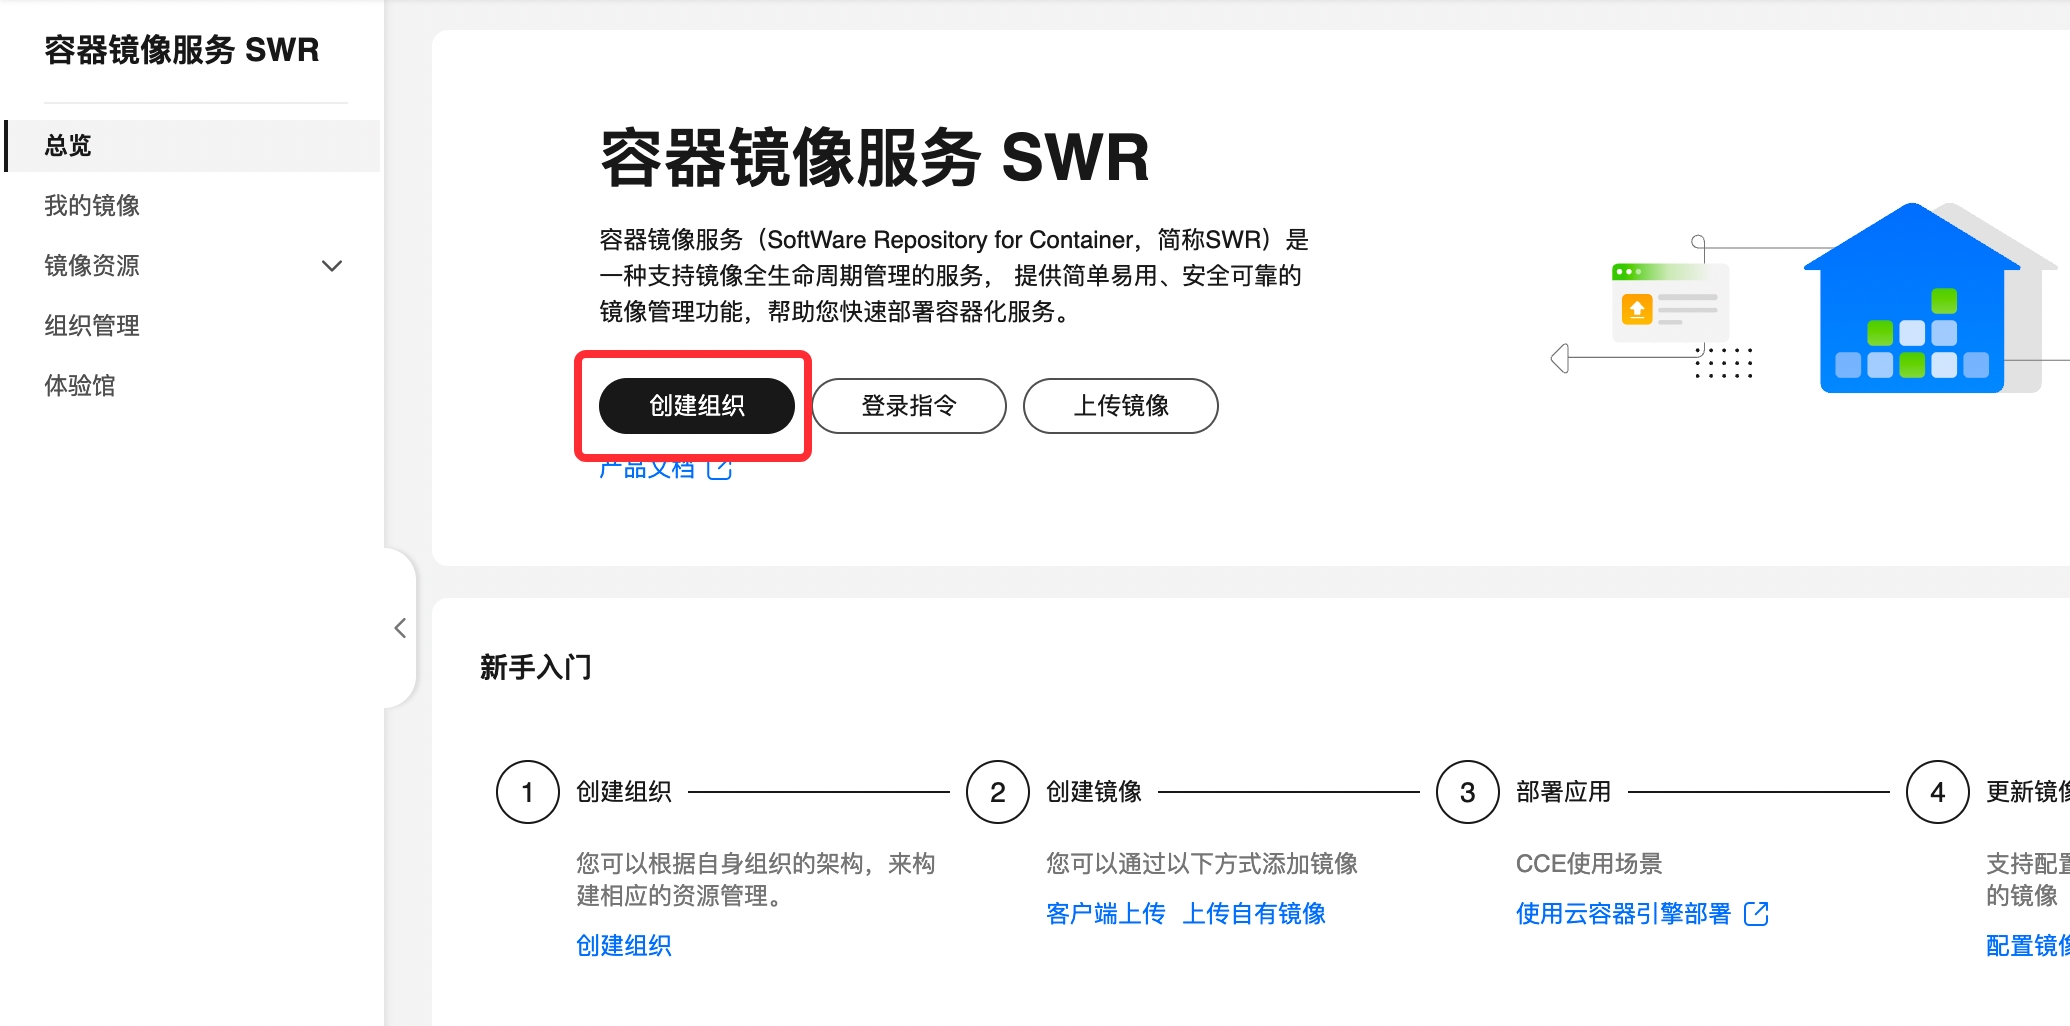 容器镜像服务 SWR
总览
我的镜像
镜像资源
组织管理
体验馆
容器镜像服务 SWR
容器镜像服务（SoftWare Repository for Container，简称SWR）是
一种支持镜像全生命周期管理的服务， 提供简单易用、安全可靠的
镜像管理功能，帮助您快速部署容器化服务。
创建组织 登录指令 上传镜像
产品文档
新手入门
1 创建组织
您可以根据自身组织的架构，来构
建相应的资源管理。
创建组织
2 创建镜像
您可以通过以下方式添加镜像
客户端上传 上传自有镜像
3 部署应用
CCE使用场景
使用云容器引擎部署
4 更新镜像
支持配置
的镜像
配置镜像